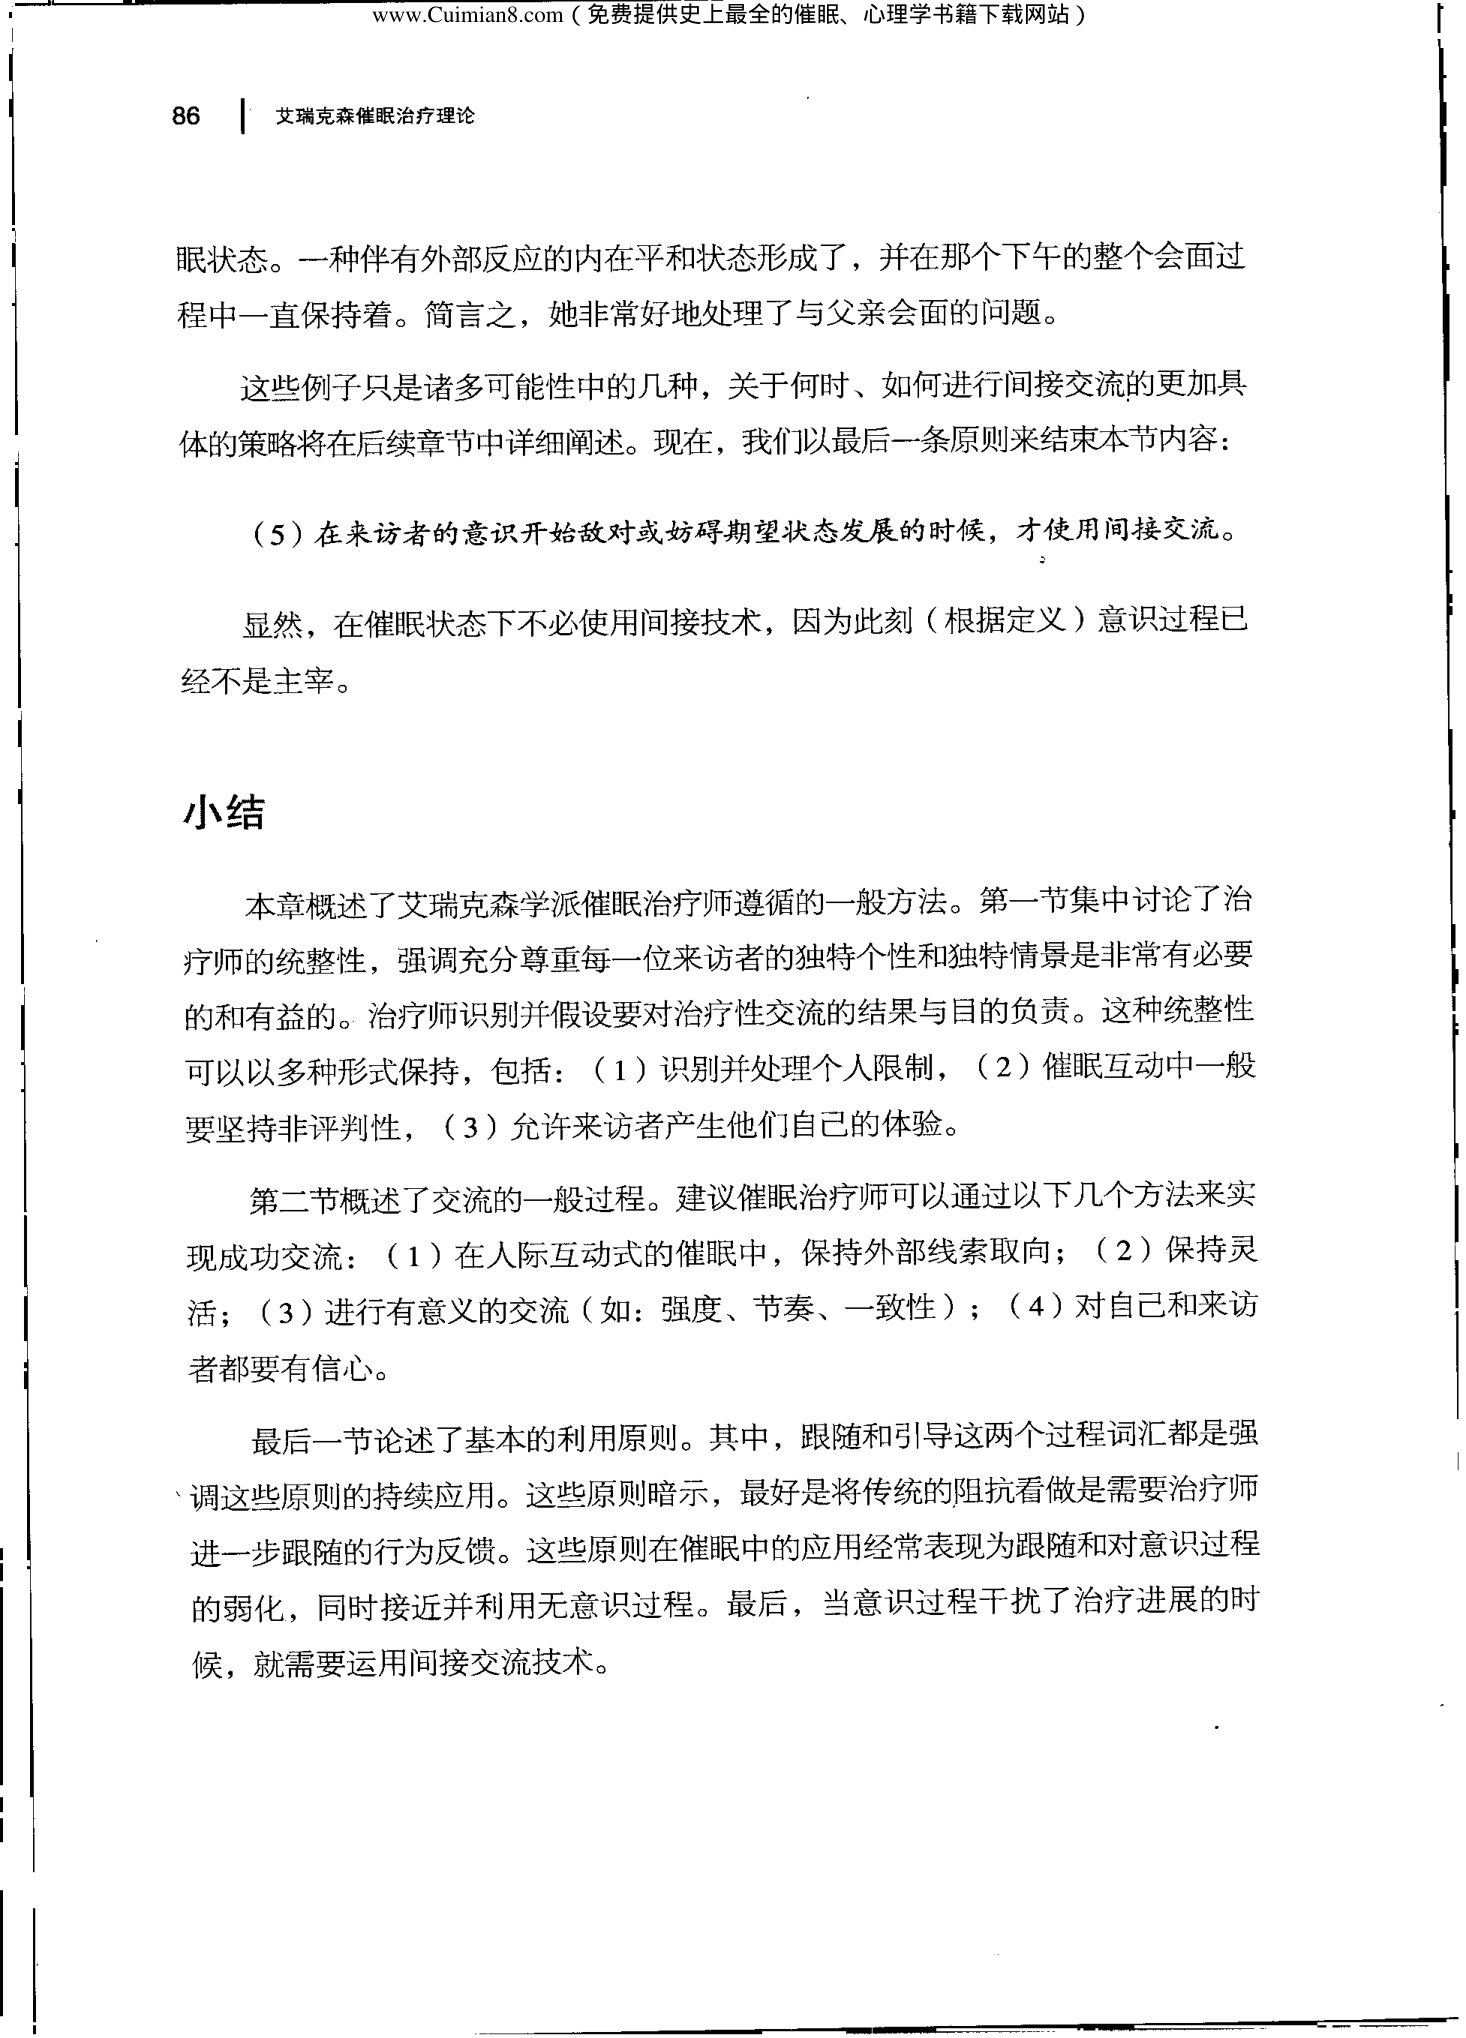 www.Cuimian8.com（免费提供史上最全的催眠、心理学书籍下载网站）
86 艾瑞克森催眠治疗理论
眠状态。一种伴有外部反应的内在平和状态形成了，并在那个下午的整个会面过
程中一直保持着。简言之，她非常好地处理了与父亲会面的问题。
这些例子只是诸多可能性中的几种，关于何时、如何进行间接交流的更加具
体的策略将在后续章节中详细阐述。现在，我们以最后一条原则来结束本节内容：
（5）在来访者的意识开始敌对或妨碍期望状态发展的时候，才使用间接交流。
显然，在催眠状态下不必使用间接技术，因为此刻（根据定义）意识过程已
经不是主宰。
小结
本章概述了艾瑞克森学派催眠治疗师遵循的一般方法。第一节集中讨论了治
疗师的统整性，强调充分尊重每一位来访者的独特个性和独特情景是非常有必要
的和有益的。治疗师识别并假设要对治疗性交流的结果与目的负责。这种统整性
可以以多种形式保持，包括：（1）识别并处理个人限制，（2）催眠互动中一般
要坚持非评判性，（3）允许来访者产生他们自己的体验。
第二节概述了交流的一般过程。建议催眠治疗师可以通过以下几个方法来实
现成功交流：（1）在人际互动式的催眠中，保持外部线索取向；（2）保持灵
活；（3）进行有意义的交流（如：强度、节奏、一致性）；（4）对自己和来访
者都要有信心。
最后一节论述了基本的利用原则。其中，跟随和引导这两个过程词汇都是强
调这些原则的持续应用。这些原则暗示，最好是将传统的阻抗看做是需要治疗师
进一步跟随的行为反馈。这些原则在催眠中的应用经常表现为跟随和对意识过程
的弱化，同时接近并利用无意识过程。最后，当意识过程干扰了治疗进展的时
候，就需要运用间接交流技术。